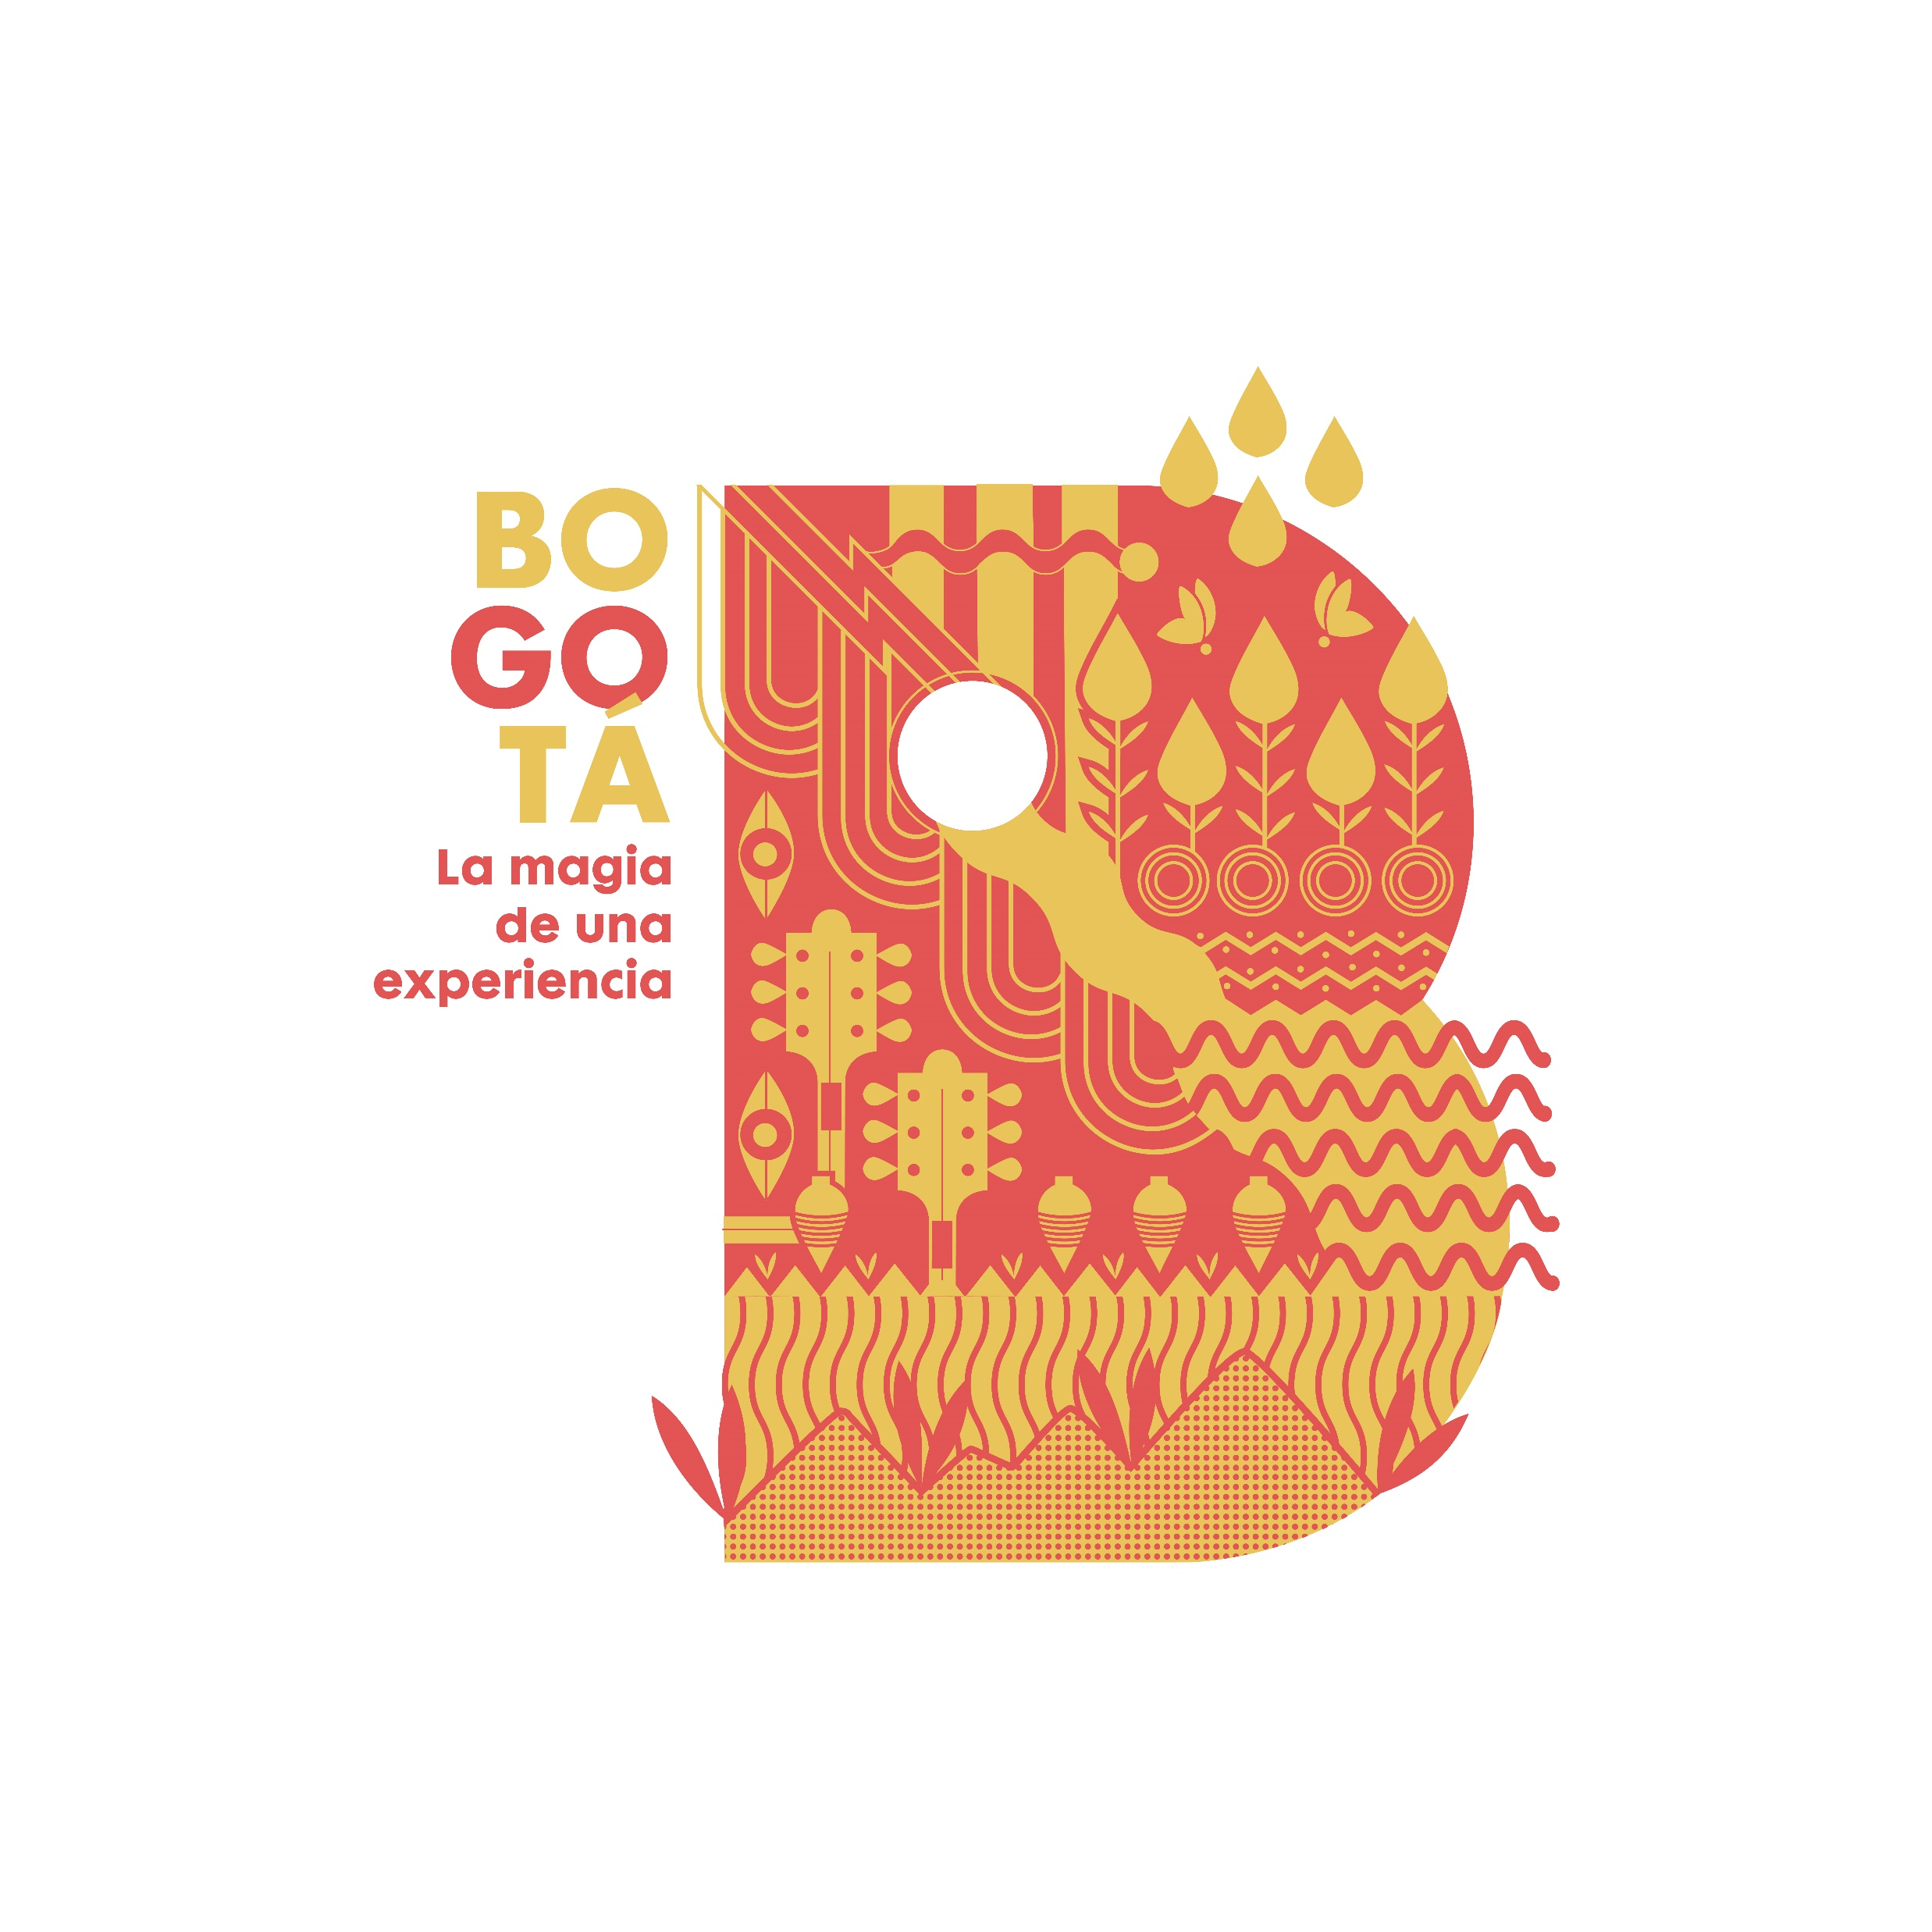 BO
GO
TÁ
La magia
de una
experiencia